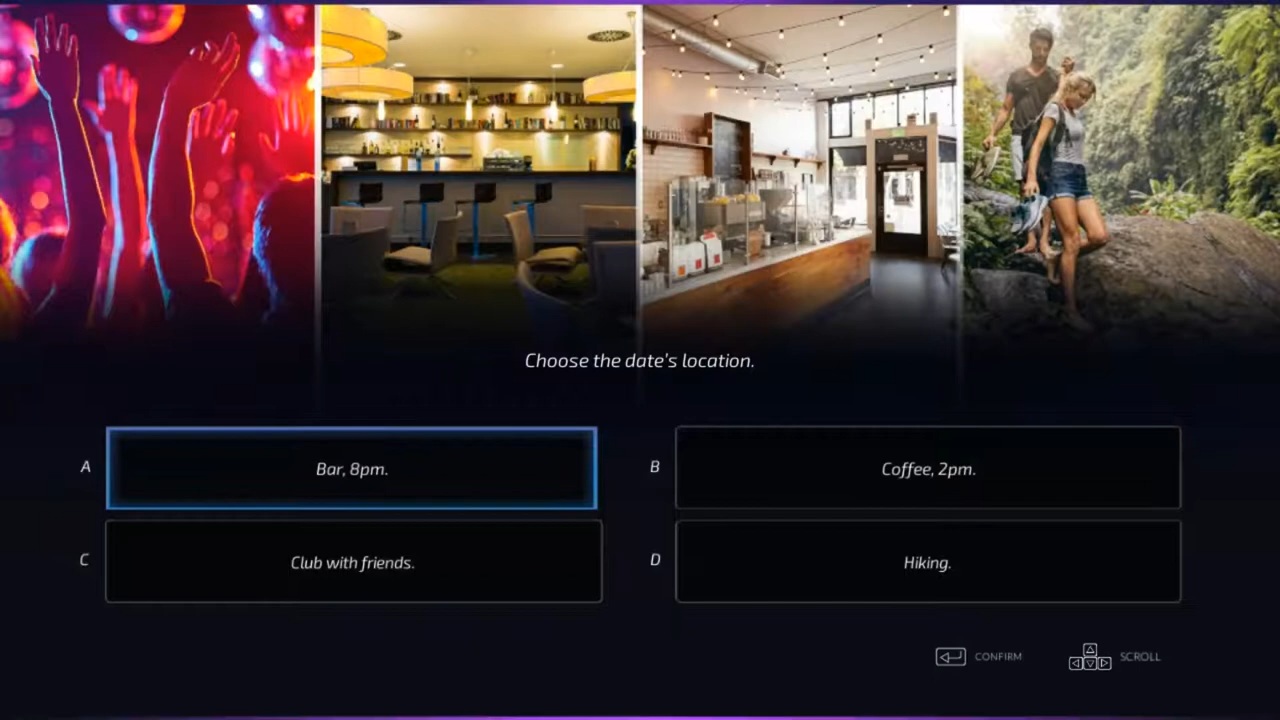 Choose the date's location.
A
Bar, 8pm.
B
Coffee, 2pm.
C
Club with friends.
D
Hiking.
CONFIRM
SCROLL